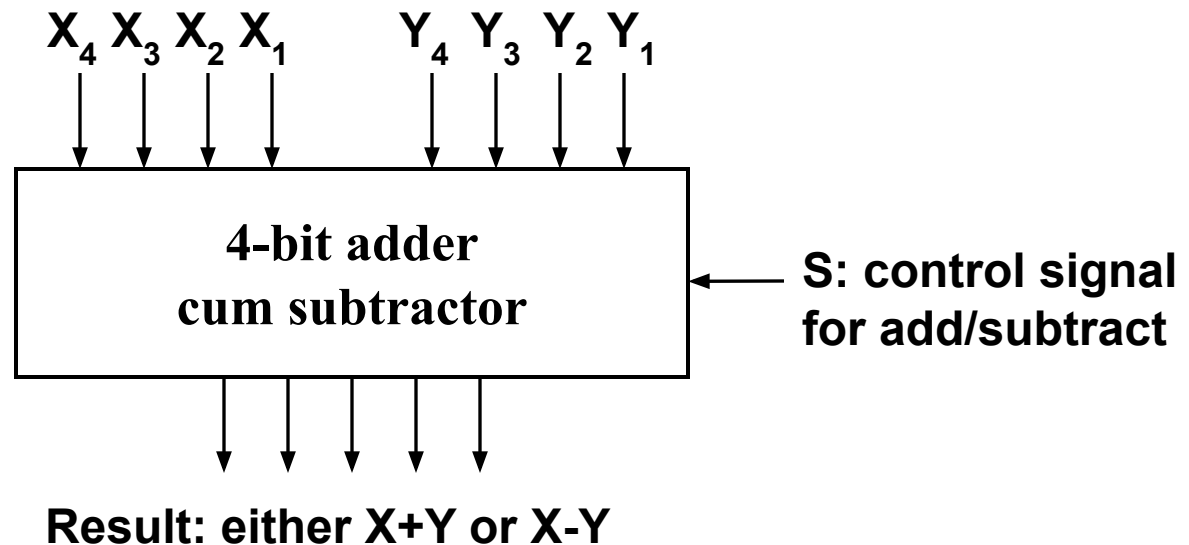 X₄ X₃ X₂ X₁ Y₄ Y₃ Y₂ Y₁
4-bit adder
cum subtractor
S: control signal
for add/subtract
Result: either X+Y or X-Y